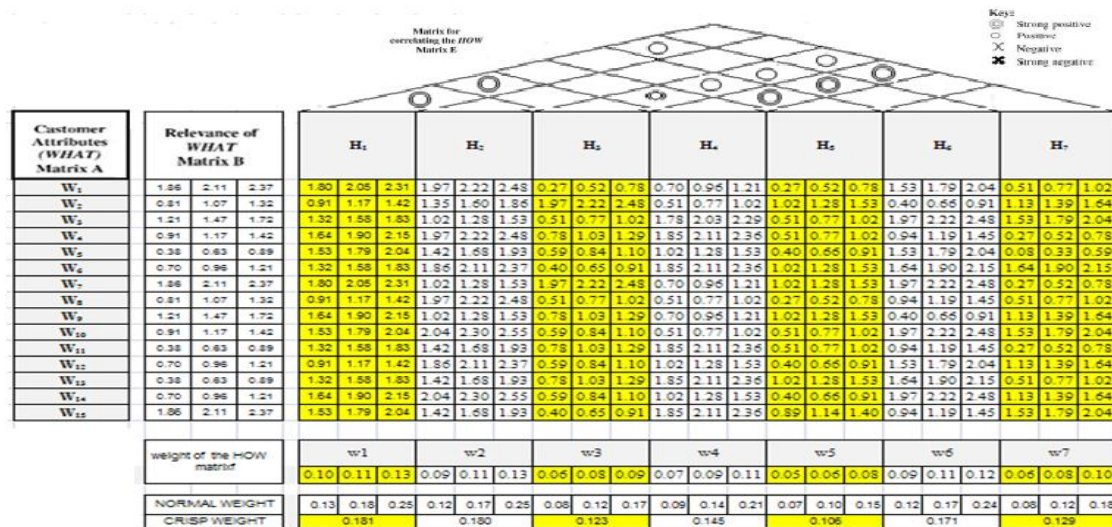 Matrix for
correlating the HOW
Matrix E
Key:
Strong positive
Positive
Negative
Strong negative
Castomer Attributes (WHAT) Matrix A Relevance of WHAT Matrix B H₁ H₂ H₃ H₄ H₅ H₆ H₇
W₁ 1.86 2.11 2.37 1.80 2.05 2.31 1.97 2.22 2.48 0.27 0.52 0.78 0.70 0.96 1.21 0.27 0.52 0.78 1.53 1.79 2.04 0.51 0.77 1.02
W₂ 0.81 1.07 1.32 0.91 1.17 1.42 1.35 1.60 1.86 1.97 2.22 2.48 0.51 0.77 1.02 1.02 1.28 1.53 0.40 0.66 0.91 1.13 1.39 1.64
W₃ 1.21 1.47 1.72 1.32 1.58 1.83 1.02 1.28 1.53 0.51 0.77 1.02 1.78 2.03 2.29 0.51 0.77 1.02 1.97 2.22 2.48 1.53 1.79 2.04
W₄ 0.91 1.17 1.42 1.64 1.90 2.15 1.97 2.22 2.48 0.78 1.03 1.29 1.85 2.11 2.36 0.51 0.77 1.02 0.94 1.19 1.45 0.27 0.52 0.78
W₅ 0.38 0.63 0.89 1.53 1.79 2.04 1.42 1.68 1.93 0.59 0.84 1.10 1.02 1.28 1.53 0.40 0.66 0.91 1.53 1.79 2.04 0.08 0.33 0.59
W₆ 0.70 0.96 1.21 1.32 1.58 1.83 1.86 2.11 2.37 0.40 0.65 0.91 1.85 2.11 2.36 1.02 1.28 1.53 1.64 1.90 2.15 1.64 1.90 2.15
W₇ 1.86 2.11 2.37 1.80 2.05 2.31 1.02 1.28 1.53 1.97 2.22 2.48 0.70 0.96 1.21 1.02 1.28 1.53 1.97 2.22 2.48 0.27 0.52 0.78
W₈ 0.81 1.07 1.32 0.91 1.17 1.42 1.97 2.22 2.48 0.51 0.77 1.02 0.51 0.77 1.02 0.27 0.52 0.78 0.94 1.19 1.45 0.51 0.77 1.02
W₉ 1.21 1.47 1.72 1.64 1.90 2.15 1.02 1.28 1.53 0.78 1.03 1.29 0.70 0.96 1.21 1.02 1.28 1.53 0.40 0.66 0.91 1.13 1.39 1.64
W₁₀ 0.91 1.17 1.42 1.53 1.79 2.04 2.04 2.30 2.55 0.59 0.84 1.10 0.51 0.77 1.02 0.51 0.77 1.02 1.97 2.22 2.48 1.53 1.79 2.04
W₁₁ 0.38 0.63 0.89 1.32 1.58 1.83 1.42 1.68 1.93 0.78 1.03 1.29 1.85 2.11 2.36 0.51 0.77 1.02 0.94 1.19 1.45 0.27 0.52 0.78
W₁₂ 0.70 0.96 1.21 0.91 1.17 1.42 1.86 2.11 2.37 0.59 0.84 1.10 1.02 1.28 1.53 0.40 0.66 0.91 1.53 1.79 2.04 1.13 1.39 1.64
W₁₃ 0.38 0.63 0.89 1.32 1.58 1.83 1.42 1.68 1.93 0.78 1.03 1.29 1.85 2.11 2.36 1.02 1.28 1.53 1.64 1.90 2.15 0.51 0.77 1.02
W₁₄ 0.70 0.96 1.21 1.64 1.90 2.15 2.04 2.30 2.55 0.59 0.84 1.10 1.02 1.28 1.53 0.40 0.66 0.91 1.97 2.22 2.48 1.13 1.39 1.64
W₁₅ 1.86 2.11 2.37 1.53 1.79 2.04 1.42 1.68 1.93 0.40 0.65 0.91 1.85 2.11 2.36 0.89 1.14 1.40 0.94 1.19 1.45 1.53 1.79 2.04
weight of the HOW matrixf w1 w2 w3 w4 w5 w6 w7
0.10 0.11 0.13 0.09 0.11 0.13 0.06 0.08 0.09 0.07 0.09 0.11 0.05 0.06 0.08 0.09 0.11 0.12 0.06 0.08 0.10
NORMAL WEIGHT 0.13 0.18 0.25 0.12 0.17 0.25 0.08 0.12 0.17 0.09 0.14 0.21 0.07 0.10 0.15 0.12 0.17 0.24 0.08 0.12
CRISP WEIGHT 0.181 0.180 0.123 0.145 0.106 0.171 0.129